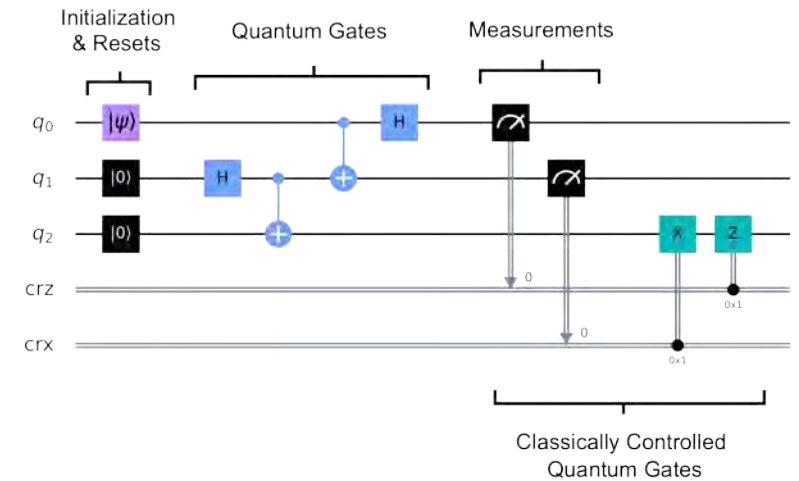 Initialization
& Resets
Quantum Gates
Measurements
q₀ |ψ⟩ H
q₁ |0⟩ H
q₂ |0⟩ X Z
crz 0 0x1
crx 0 0x1
Classically Controlled
Quantum Gates